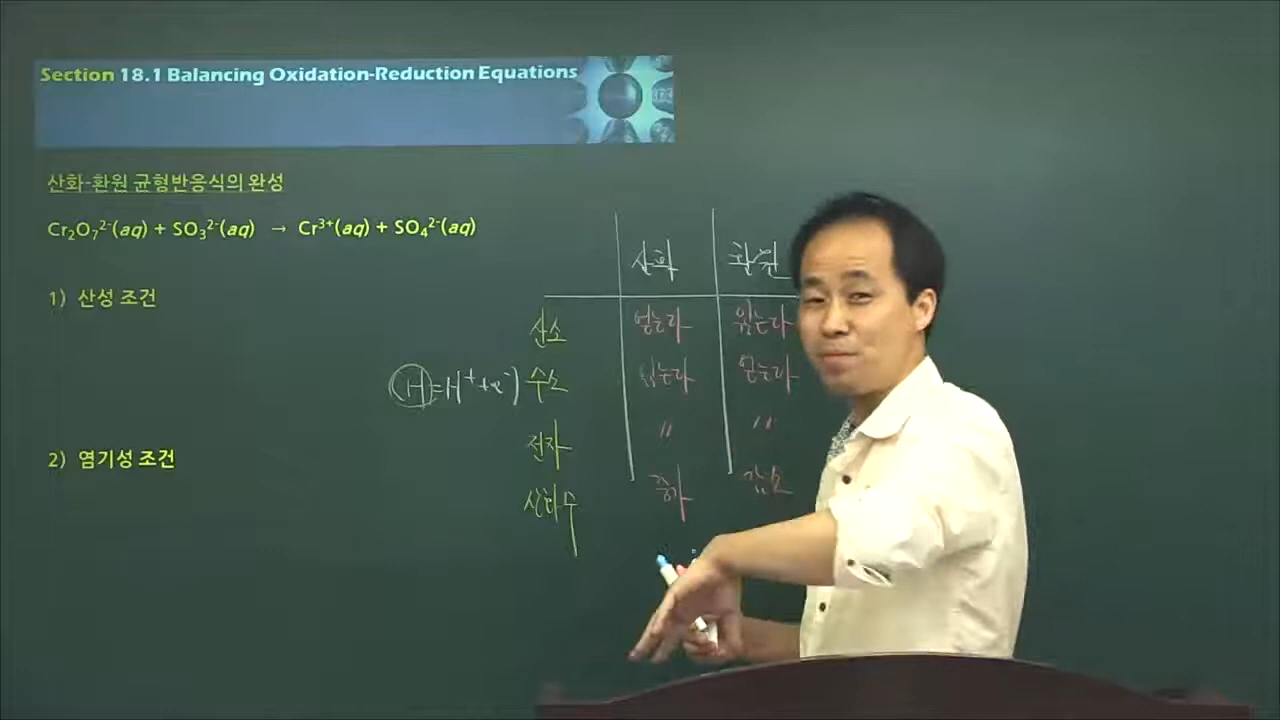 Section 18.1 Balancing Oxidation-Reduction Equations
산화-환원 균형반응식의 완성
Cr₂O₇²⁻(aq) + SO₃²⁻(aq) → Cr³⁺(aq) + SO₄²⁻(aq)
1) 산성 조건
2) 염기성 조건
산화 환원
산소 얻는다 잃는다
(H=H⁺+e⁻) 수소 잃는다 얻는다
전자 〃 〃
산화수 증가 감소